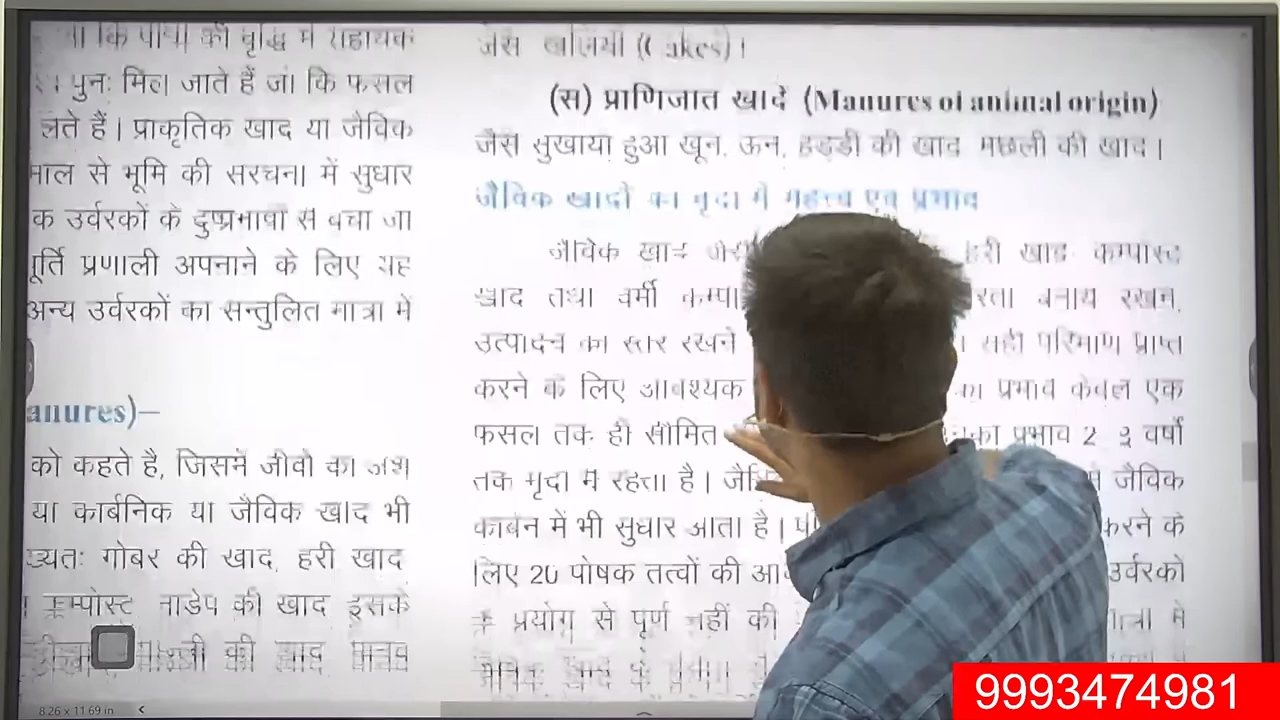 कि पौधों की वृद्धि में सहायक
पुनः मिल जाते हैं जो कि फसल
लेते हैं। प्राकृतिक खाद या जैविक
माल से भूमि की संरचना में सुधार
क उर्वरकों के दुष्प्रभावों से बचा जा
पूर्ति प्रणाली अपनाने के लिए यह
अन्य उर्वरकों का सन्तुलित मात्रा में
anures)–
को कहते है, जिसमें जीवों का अंश
या कार्बनिक या जैविक खाद भी
ख्यतः गोबर की खाद, हरी खाद
कम्पोस्ट नाडेप की खाद इसके
की खाद मानव
जैसे खलियाँ (Cakes)।
(स) प्राणिजात खादें (Manures of animal origin)
जैसे सुखाया हुआ खून, ऊन, हड्डी की खाद मछली की खाद।
जैविक खादों का मृदा में महत्त्व एवं प्रभाव
जैविक खाद जैसे हरी खाद कम्पोस्ट
खाद तथा वर्मी कम्पो रता बनाये रखने,
उत्पादन का स्तर रखने सही परिमाण प्राप्त
करने के लिए आवश्यक का प्रभाव केवल एक
फसल तक ही सीमित नका प्रभाव 2 3 वर्षों
तक मृदा में रहता है। जैवि से जैविक
कार्बन में भी सुधार आता है। करने के
लिए 20 पोषक तत्वों की आव उर्वरकों
के प्रयोग से पूर्ण नहीं की में
जैविक खाद के
8.26 x 11.69 in
9993474981